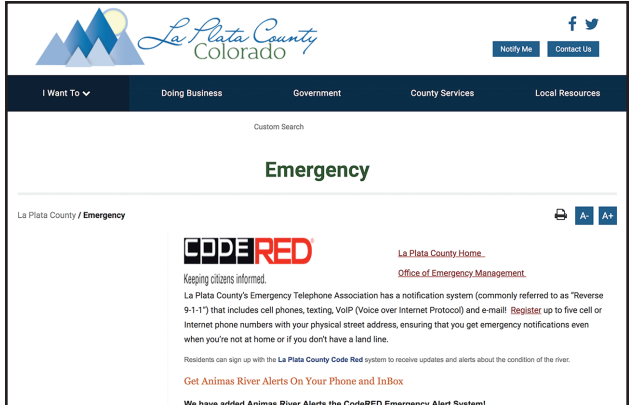 La Plata County
Colorado
Notify Me
Contact Us
I Want To
Doing Business
Government
County Services
Local Resources
Custom Search
Emergency
La Plata County / Emergency
A-
A+
CODERED®
Keeping citizens informed.
La Plata County Home
Office of Emergency Management
La Plata County's Emergency Telephone Association has a notification system (commonly referred to as "Reverse
9-1-1") that includes cell phones, texting, VoIP (Voice over Internet Protocol) and e-mail! Register up to five cell or
Internet phone numbers with your physical street address, ensuring that you get emergency notifications even
when you're not at home or if you don't have a land line.
Residents can sign up with the La Plata County Code Red system to receive updates and alerts about the condition of the river.
Get Animas River Alerts On Your Phone and InBox
We have added Animas River Alerts the CodeRED Emergency Alert System!